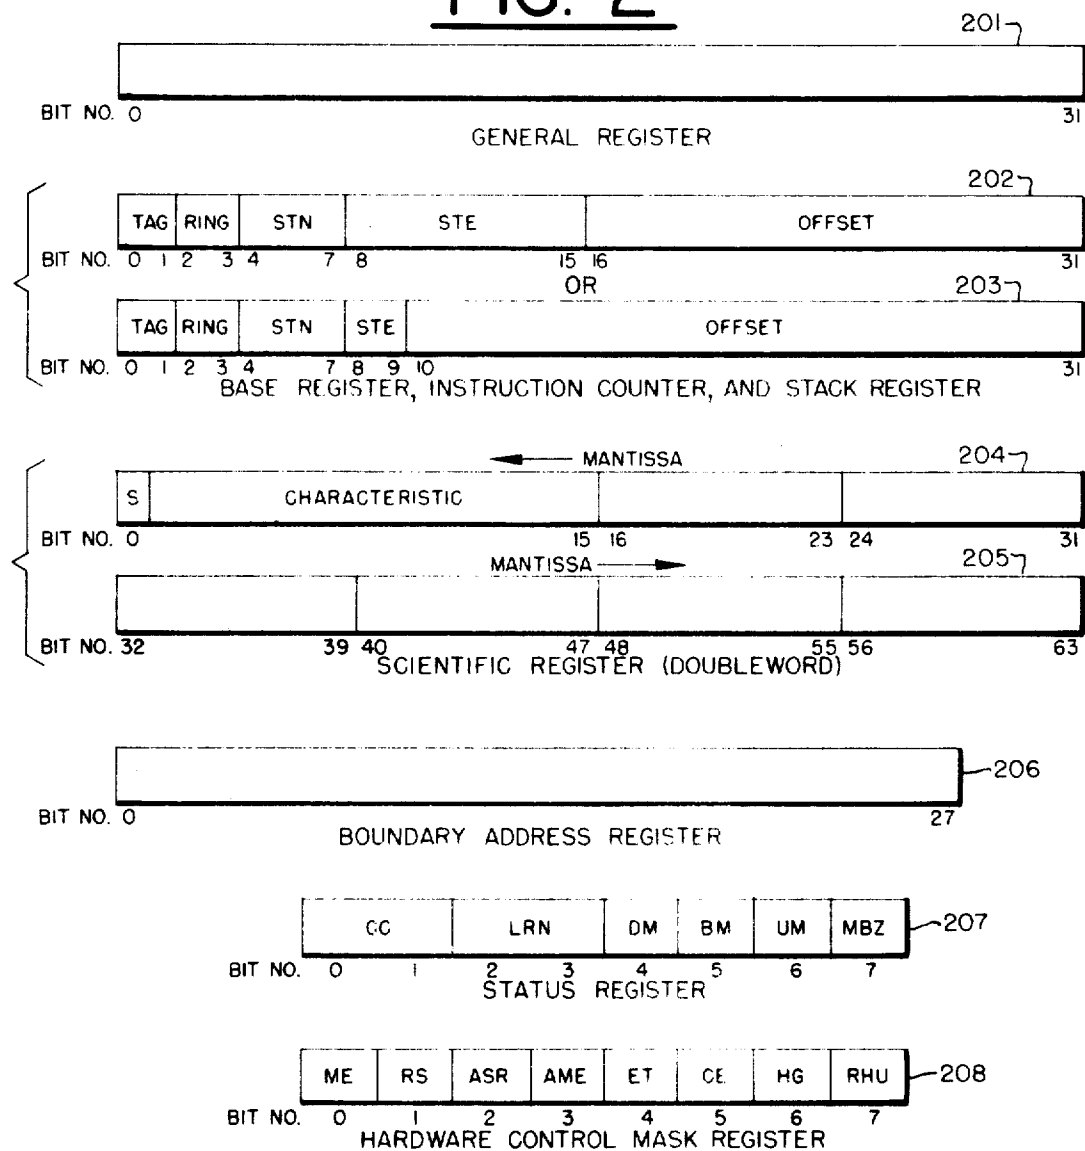 FIG. 2
201
BIT NO. 0 31
GENERAL REGISTER
202
TAG RING STN STE OFFSET
BIT NO. 0 1 2 3 4 7 8 15 16 31
OR
203
TAG RING STN STE OFFSET
BIT NO. 0 1 2 3 4 7 8 9 10 31
BASE REGISTER, INSTRUCTION COUNTER, AND STACK REGISTER
MANTISSA 204
S CHARACTERISTIC
BIT NO. 0 15 16 23 24 31
MANTISSA 205
BIT NO. 32 39 40 47 48 55 56 63
SCIENTIFIC REGISTER (DOUBLEWORD)
206
BIT NO. 0 27
BOUNDARY ADDRESS REGISTER
CC LRN DM BM UM MBZ 207
BIT NO. 0 1 2 3 4 5 6 7
STATUS REGISTER
ME RS ASR AME ET CE HG RHU 208
BIT NO. 0 1 2 3 4 5 6 7
HARDWARE CONTROL MASK REGISTER